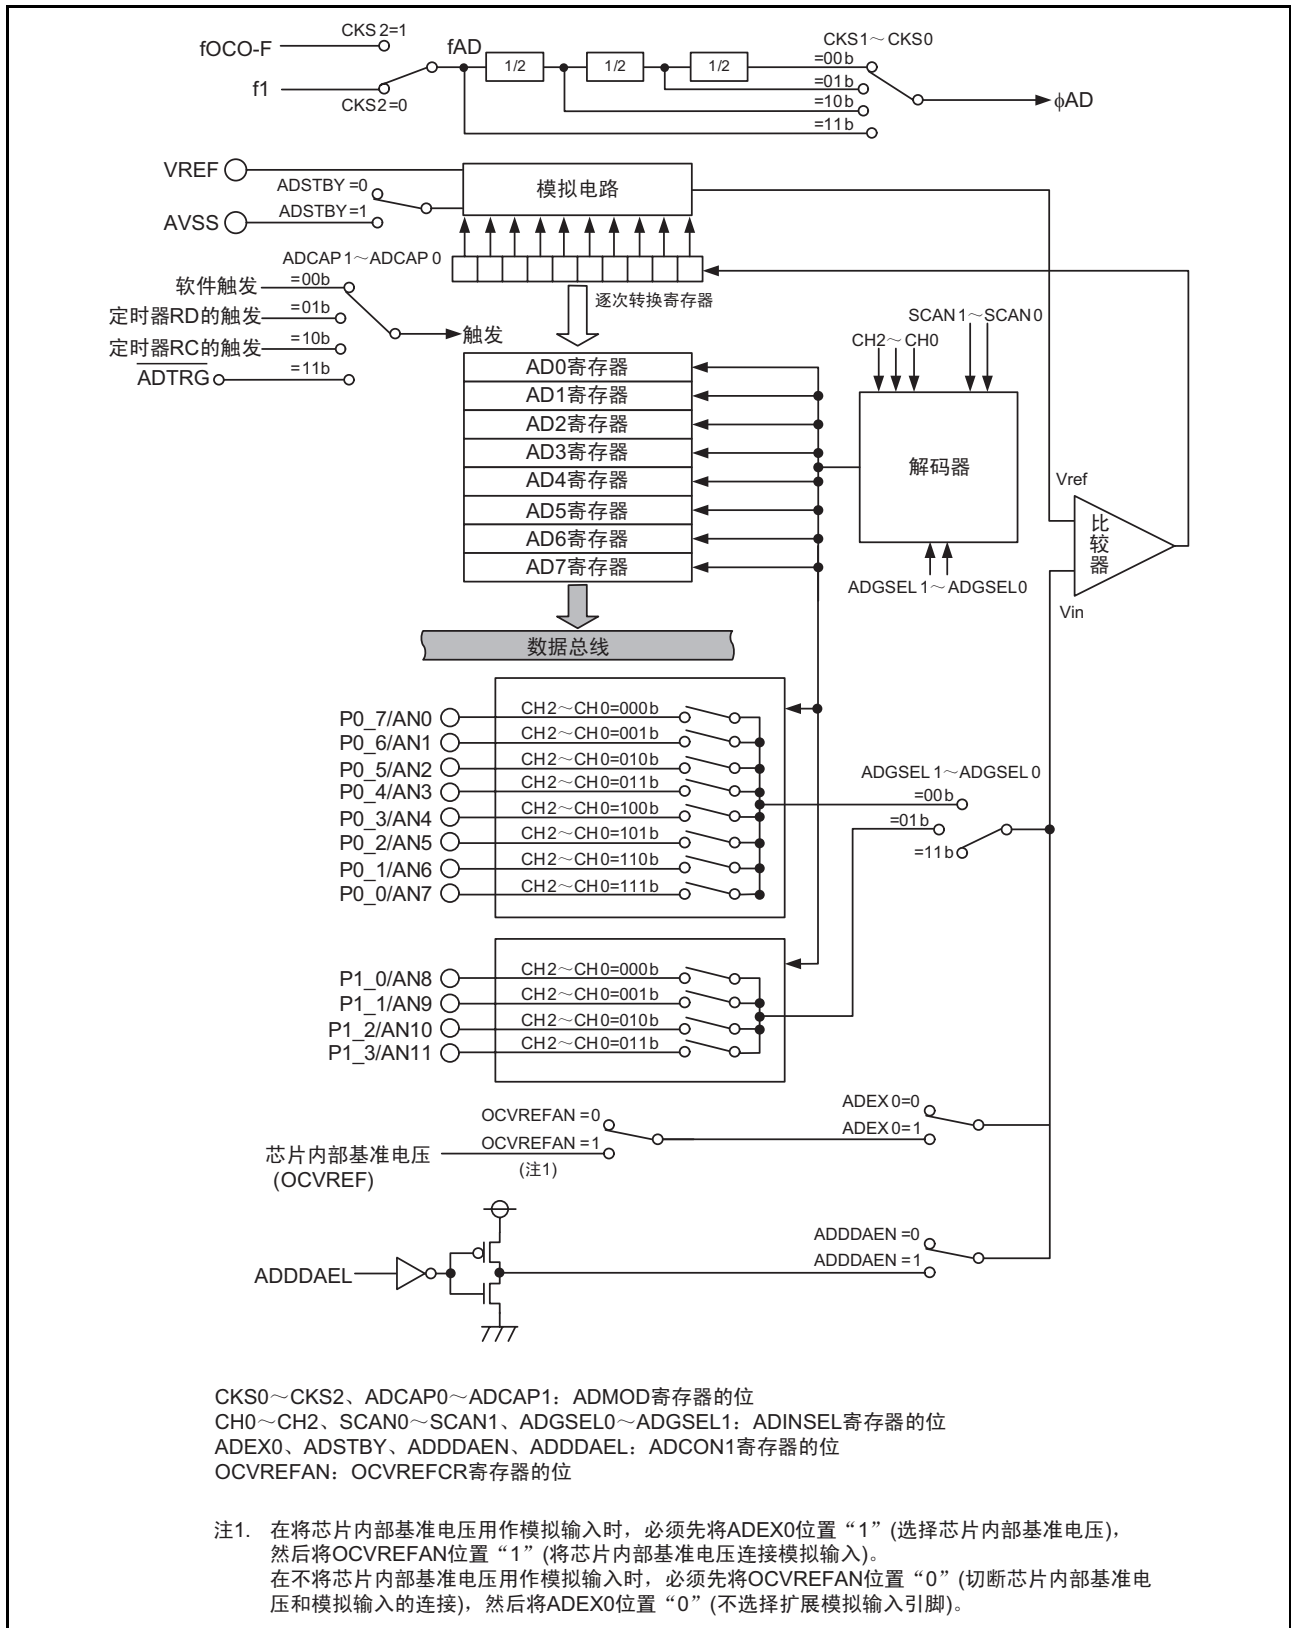 CKS2=1
fOCO-F
fAD
CKS1～CKS0
1/2
1/2
1/2
=00b
=01b
=10b
=11b
f1
CKS2=0
φAD
VREF
模拟电路
ADSTBY=0
ADSTBY=1
AVSS
ADCAP1～ADCAP0
软件触发
=00b
逐次转换寄存器
定时器RD的触发
=01b
触发
定时器RC的触发
=10b
ADTRG
=11b
SCAN1～SCAN0
CH2～CH0
AD0寄存器
AD1寄存器
AD2寄存器
AD3寄存器
AD4寄存器
AD5寄存器
AD6寄存器
AD7寄存器
解码器
Vref
比较器
Vin
ADGSEL1～ADGSEL0
数据总线
P0_7/AN0
CH2～CH0=000b
P0_6/AN1
CH2～CH0=001b
P0_5/AN2
CH2～CH0=010b
P0_4/AN3
CH2～CH0=011b
P0_3/AN4
CH2～CH0=100b
P0_2/AN5
CH2～CH0=101b
P0_1/AN6
CH2～CH0=110b
P0_0/AN7
CH2～CH0=111b
ADGSEL1～ADGSEL0
=00b
=01b
=11b
P1_0/AN8
CH2～CH0=000b
P1_1/AN9
CH2～CH0=001b
P1_2/AN10
CH2～CH0=010b
P1_3/AN11
CH2～CH0=011b
OCVREFAN=0
ADEX0=0
OCVREFAN=1
ADEX0=1
芯片内部基准电压
(OCVREF)
(注1)
ADDDAEN=0
ADDDAEN=1
ADDDAEL
CKS0～CKS2、ADCAP0～ADCAP1：ADMOD寄存器的位
CH0～CH2、SCAN0～SCAN1、ADGSEL0～ADGSEL1：ADINSEL寄存器的位
ADEX0、ADSTBY、ADDDAEN、ADDDAEL：ADCON1寄存器的位
OCVREFAN：OCVREFCR寄存器的位
注1. 在将芯片内部基准电压用作模拟输入时，必须先将ADEX0位置“1”(选择芯片内部基准电压)，
然后将OCVREFAN位置“1”(将芯片内部基准电压连接模拟输入)。
在不将芯片内部基准电压用作模拟输入时，必须先将OCVREFAN位置“0”(切断芯片内部基准电
压和模拟输入的连接)，然后将ADEX0位置“0”(不选择扩展模拟输入引脚)。